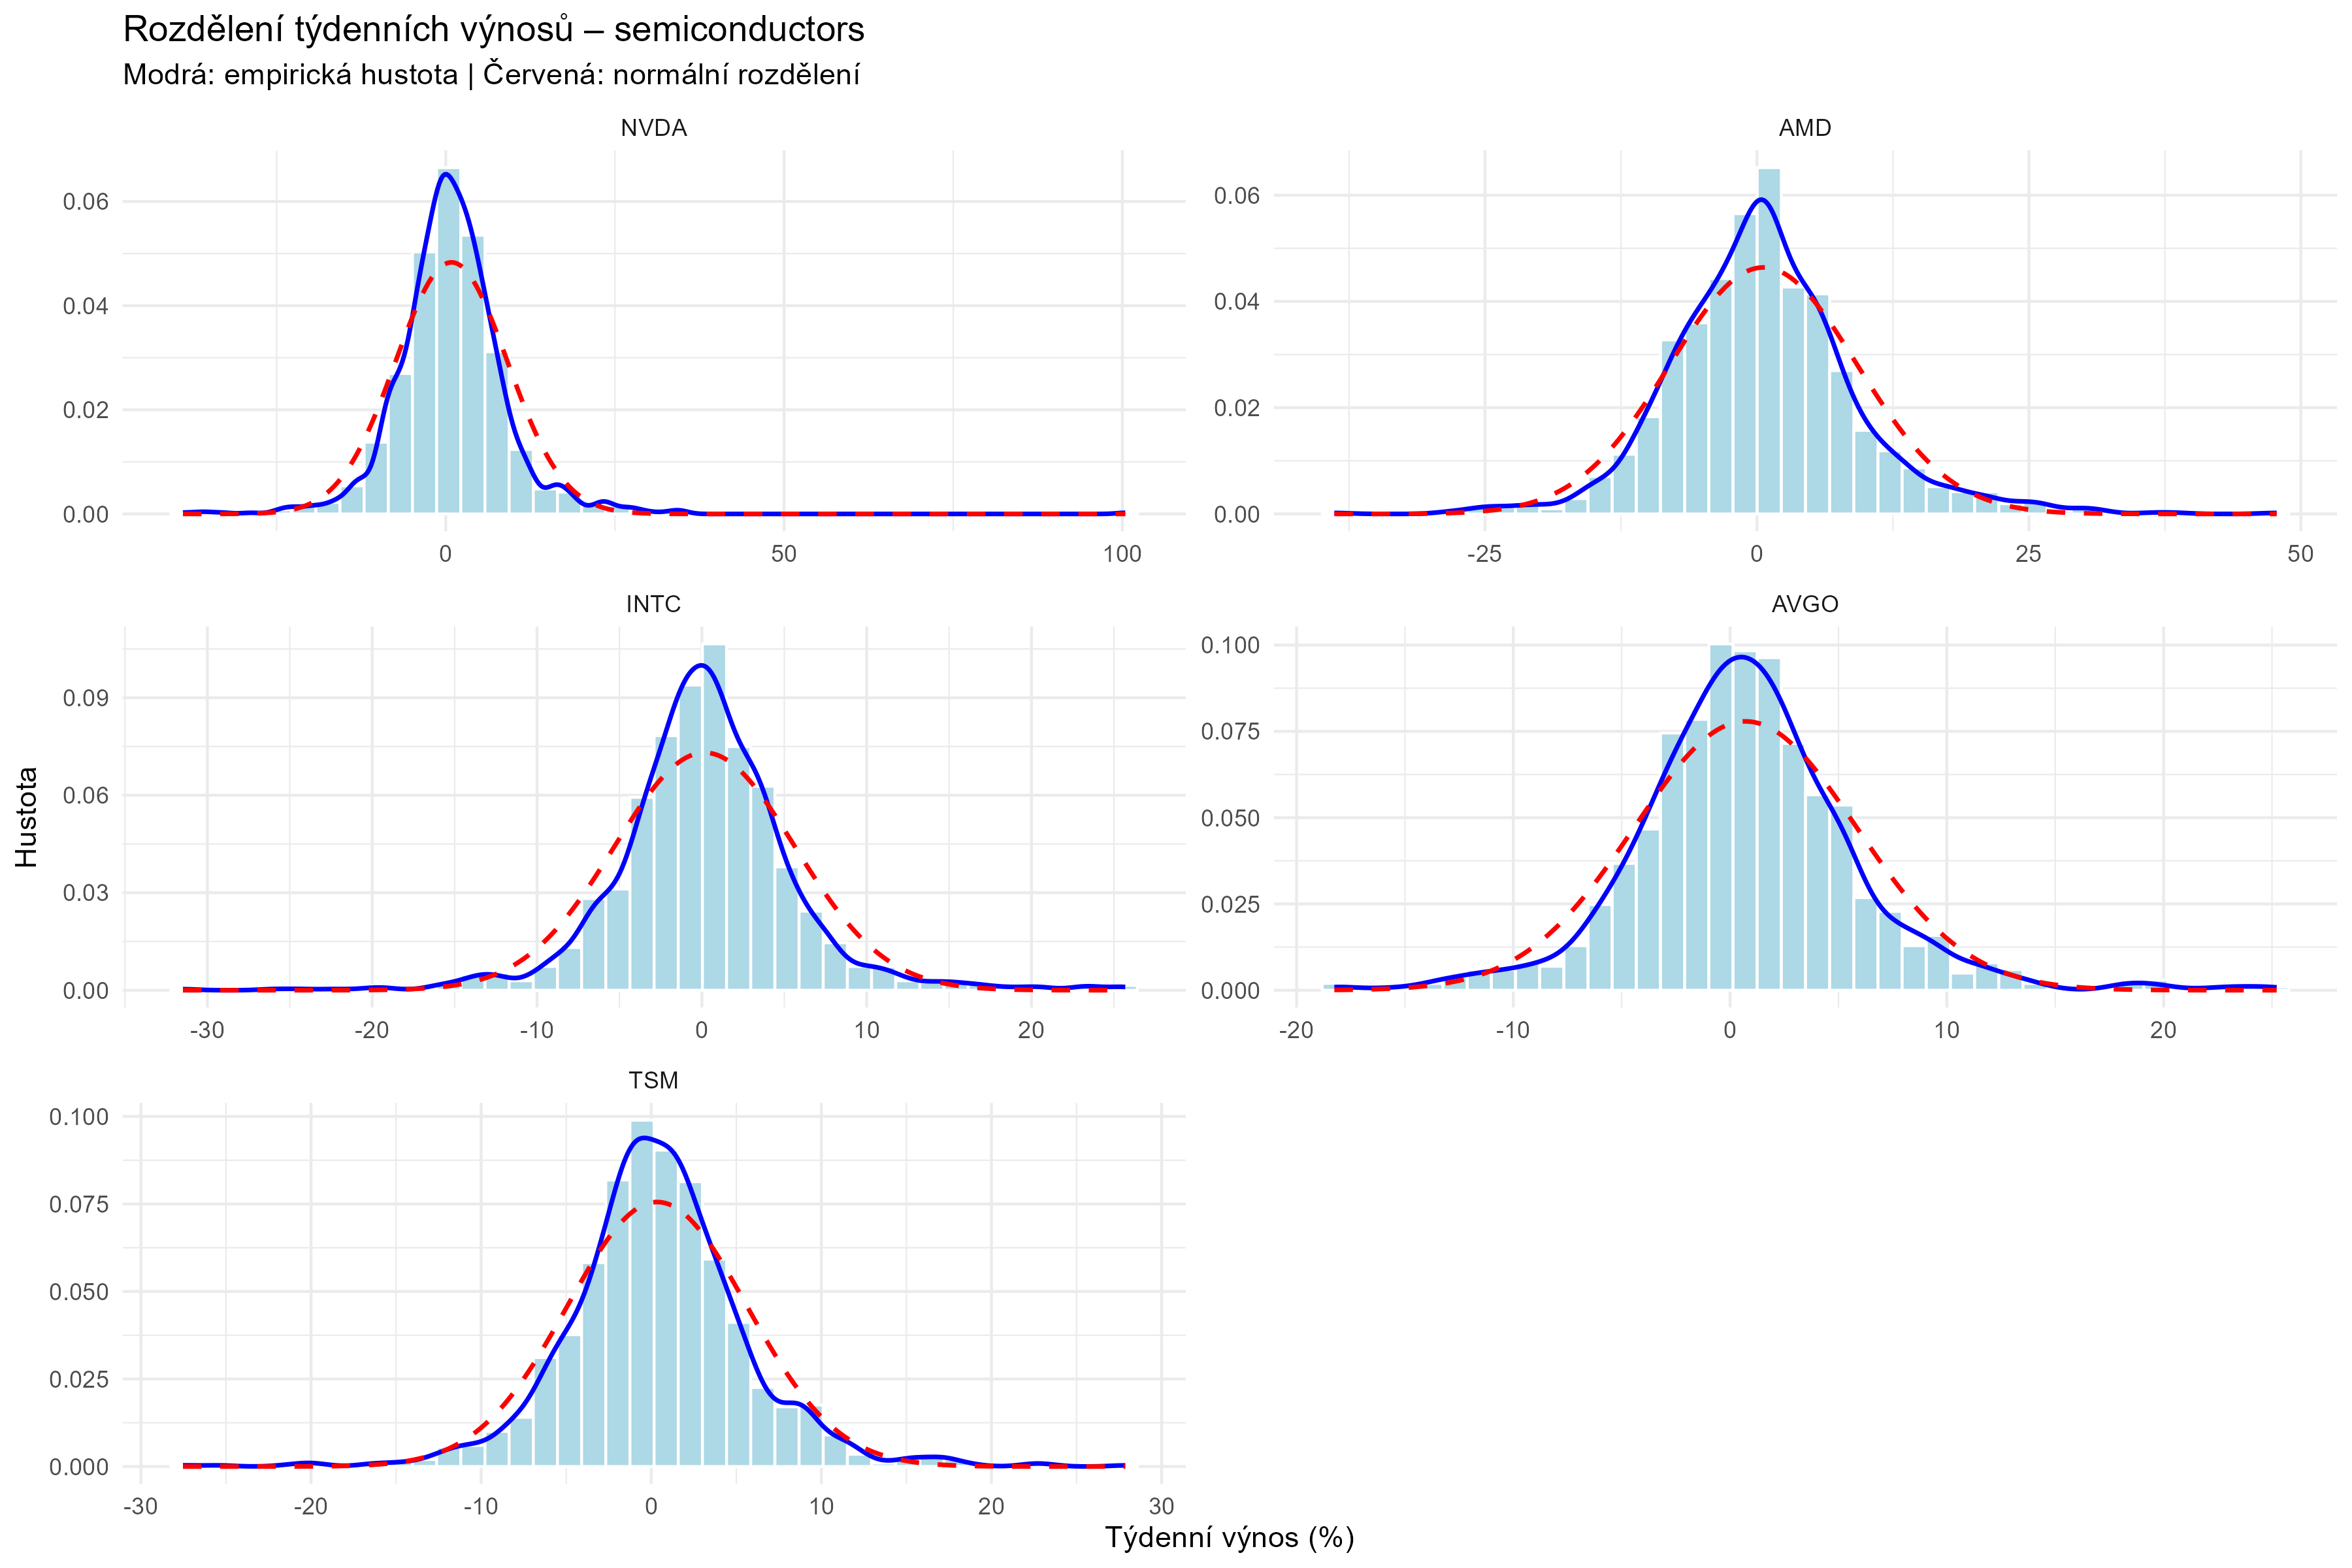 Rozdělení týdenních výnosů – semiconductors
Modrá: empirická hustota | Červená: normální rozdělení
NVDA
0.06
0.04
0.02
0.00
0 50 100
AMD
0.06
0.04
0.02
0.00
-25 0 25 50
INTC
0.09
0.06
0.03
0.00
-30 -20 -10 0 10 20
AVGO
0.100
0.075
0.050
0.025
0.000
-20 -10 0 10 20
TSM
0.100
0.075
0.050
0.025
0.000
-30 -20 -10 0 10 20 30
Hustota
Týdenní výnos (%)